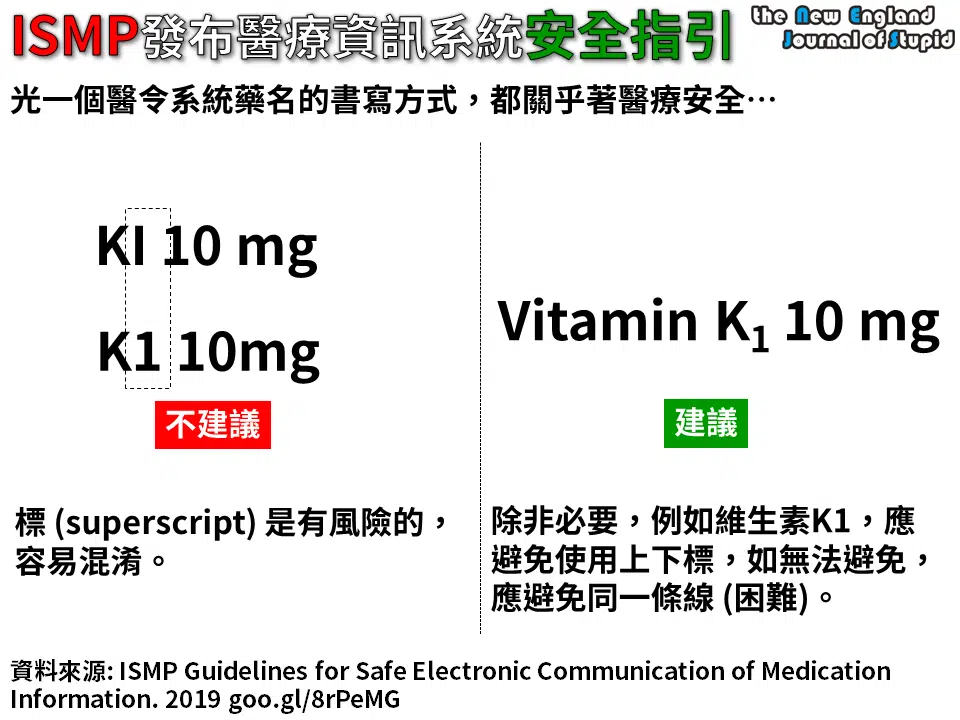 ISMP發布醫療資訊系統安全指引
the New England
Journal of Stupid
光一個醫令系統藥名的書寫方式，都關乎著醫療安全…
KI 10 mg
K1 10mg
不建議
標 (superscript) 是有風險的，
容易混淆。
Vitamin K₁ 10 mg
建議
除非必要，例如維生素K1，應
避免使用上下標，如無法避免，
應避免同一條線 (困難)。
資料來源: ISMP Guidelines for Safe Electronic Communication of Medication
Information. 2019 goo.gl/8rPeMG